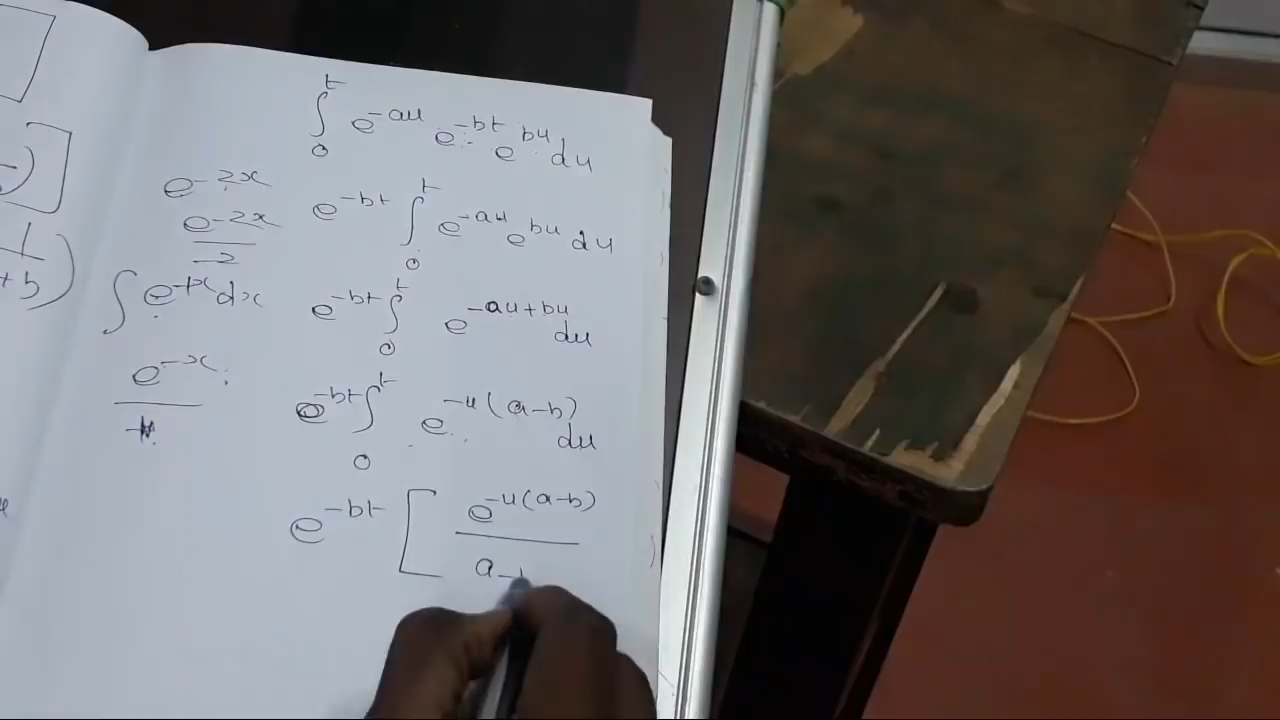 ∫₀ᵗ e^{-au} e^{-bt} e^{bu} du
e^{-2x}
e^{-bt} ∫₀ᵗ e^{-au} e^{bu} du
e^{-2x}
-2
∫ e^{-x} dx
e^{-bt} ∫₀ᵗ e^{-au+bu} du
e^{-x}
e^{-bt} ∫₀ᵗ e^{-u(a-b)} du
e^{-bt} [ e^{-u(a-b)}
a-
+b)